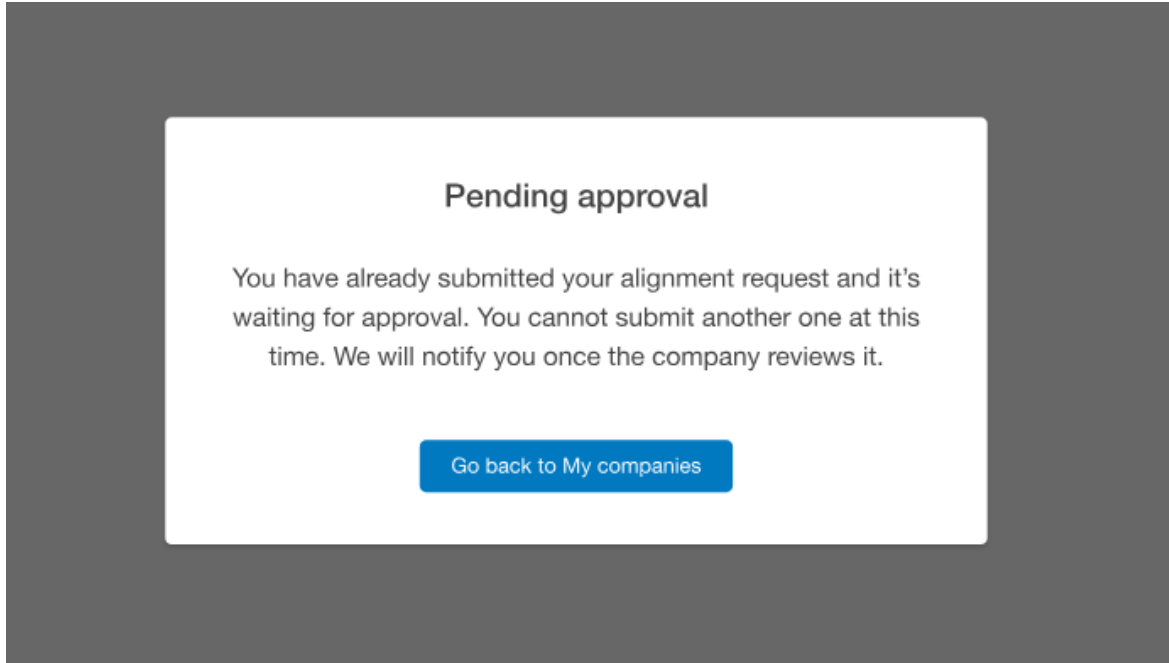 Pending approval
You have already submitted your alignment request and it’s
waiting for approval. You cannot submit another one at this
time. We will notify you once the company reviews it.
Go back to My companies